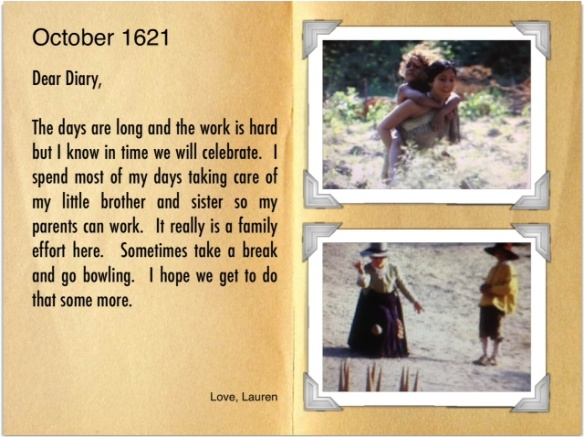 October 1621
Dear Diary,
The days are long and the work is hard
but I know in time we will celebrate. I
spend most of my days taking care of
my little brother and sister so my
parents can work. It really is a family
effort here. Sometimes take a break
and go bowling. I hope we get to do
that some more.
Love, Lauren